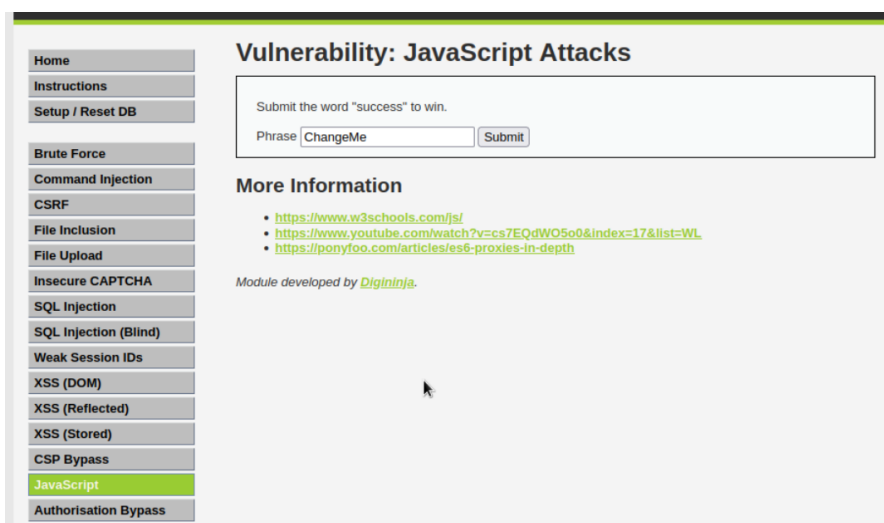 Home
Instructions
Setup / Reset DB
Brute Force
Command Injection
CSRF
File Inclusion
File Upload
Insecure CAPTCHA
SQL Injection
SQL Injection (Blind)
Weak Session IDs
XSS (DOM)
XSS (Reflected)
XSS (Stored)
CSP Bypass
JavaScript
Authorisation Bypass
Vulnerability: JavaScript Attacks
Submit the word "success" to win.
Phrase ChangeMe Submit
More Information
https://www.w3schools.com/js/
https://www.youtube.com/watch?v=cs7EQdWO5o0&index=17&list=WL
https://ponyfoo.com/articles/es6-proxies-in-depth
Module developed by Digininja.